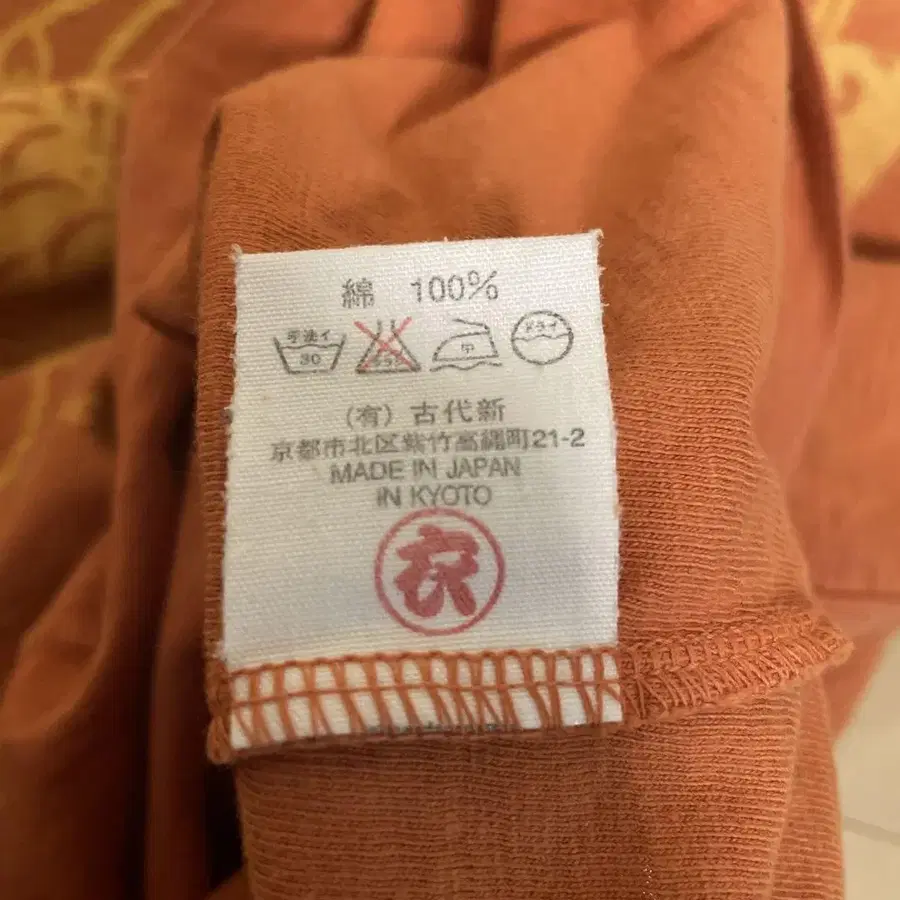 綿 100%
手洗イ 30 中 ドライ
(有) 古代新
京都市北区紫竹高縄町21-2
MADE IN JAPAN
IN KYOTO
衣